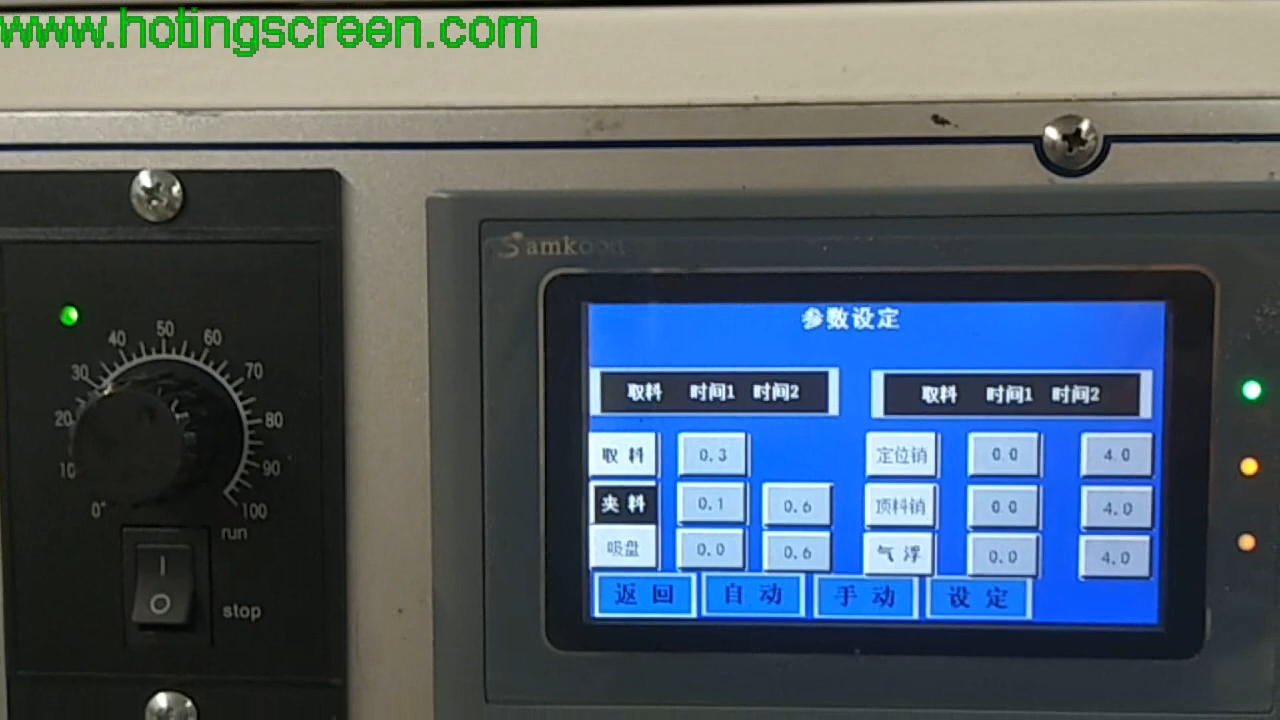 www.hotingscreen.com
Samkoon
参数设定
取料 时间1 时间2
取料 时间1 时间2
取料 0.3 定位销 0.0 4.0
夹料 0.1 0.6 顶料销 0.0 4.0
吸盘 0.0 0.6 气浮 0.0 4.0
返回 自动 手动 设定
0 10 20 30 40 50 60 70 80 90 100
run
stop